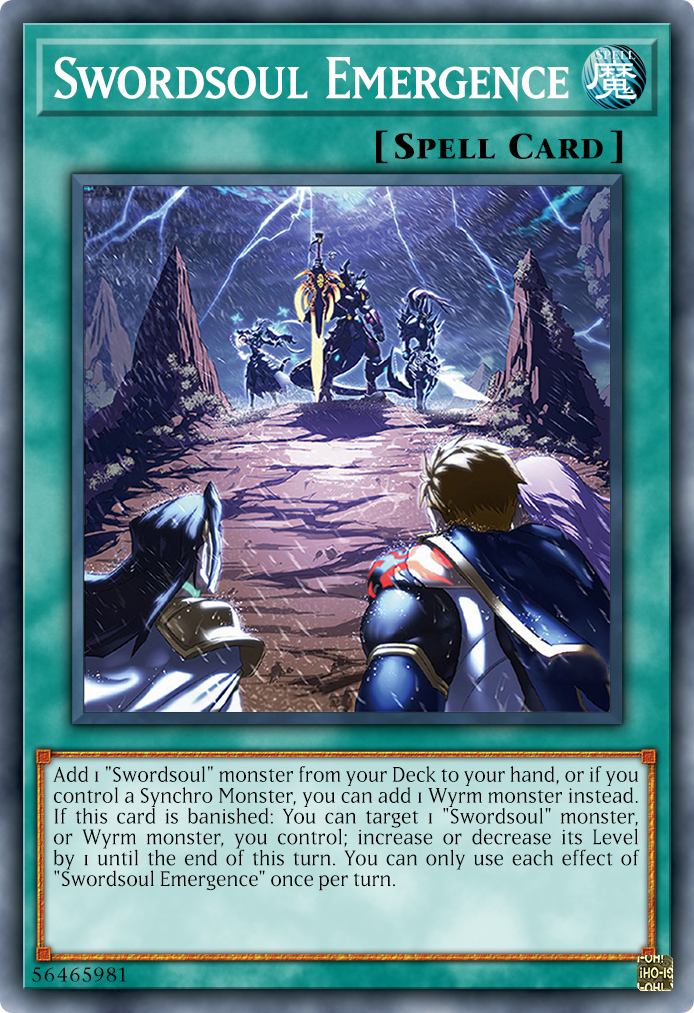 Swordsoul Emergence
SPELL
魔
[Spell Card]
Add 1 "Swordsoul" monster from your Deck to your hand, or if you
control a Synchro Monster, you can add 1 Wyrm monster instead.
If this card is banished: You can target 1 "Swordsoul" monster,
or Wyrm monster, you control; increase or decrease its Level
by 1 until the end of this turn. You can only use each effect of
"Swordsoul Emergence" once per turn.
56465981